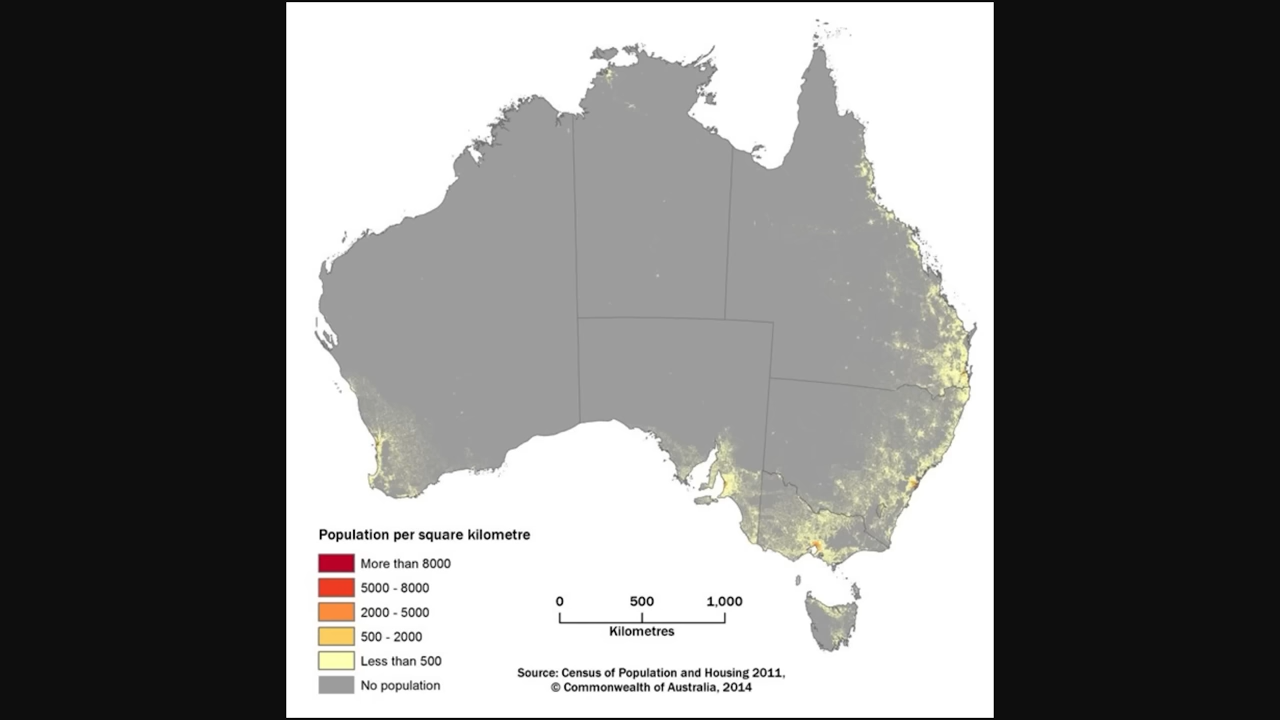 Population per square kilometre
More than 8000
5000 - 8000
2000 - 5000
500 - 2000
Less than 500
No population
0 500 1,000
Kilometres
Source: Census of Population and Housing 2011,
© Commonwealth of Australia, 2014